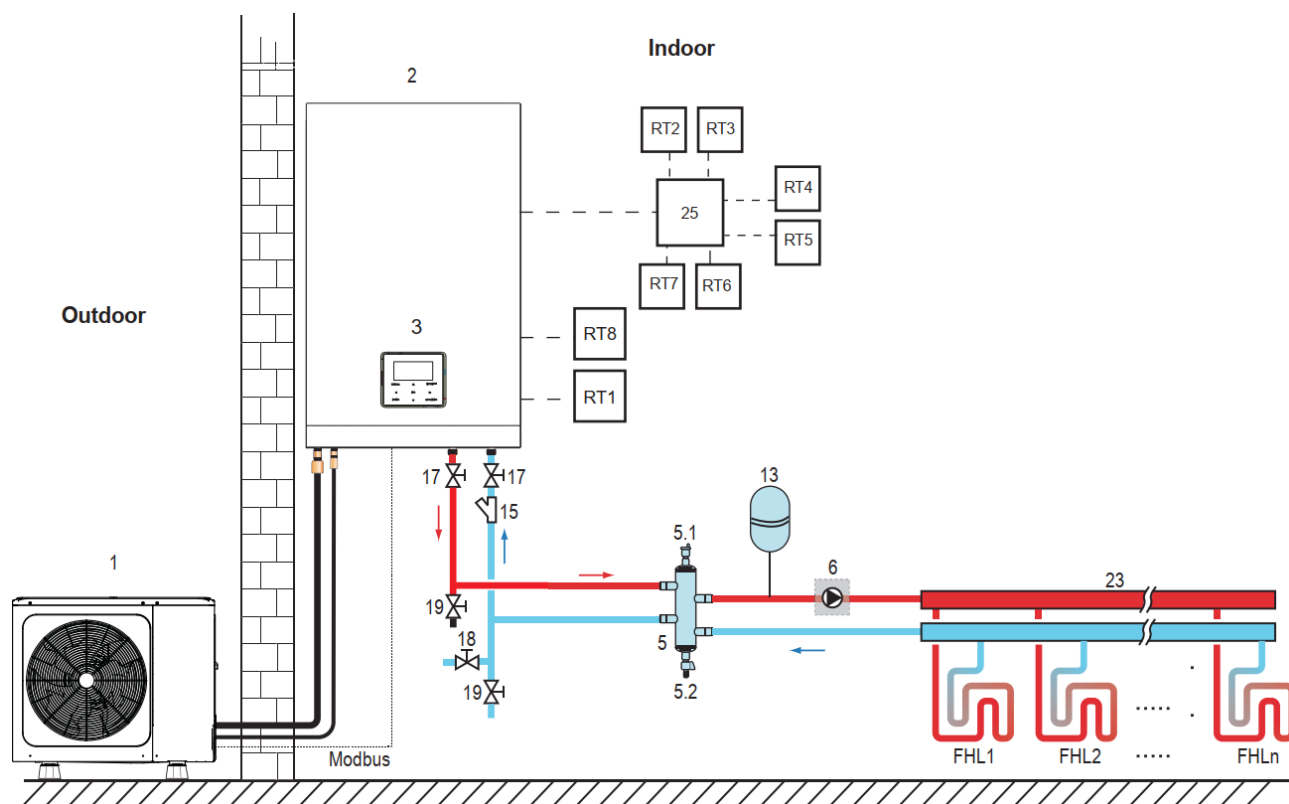 Indoor
2
RT2
RT3
RT4
25
RT5
RT7
RT6
Outdoor
3
RT8
RT1
17
17
13
15
5.1
1
6
23
19
18
5
19
5.2
Modbus
FHL1
FHL2
.....
.....
.
FHLn